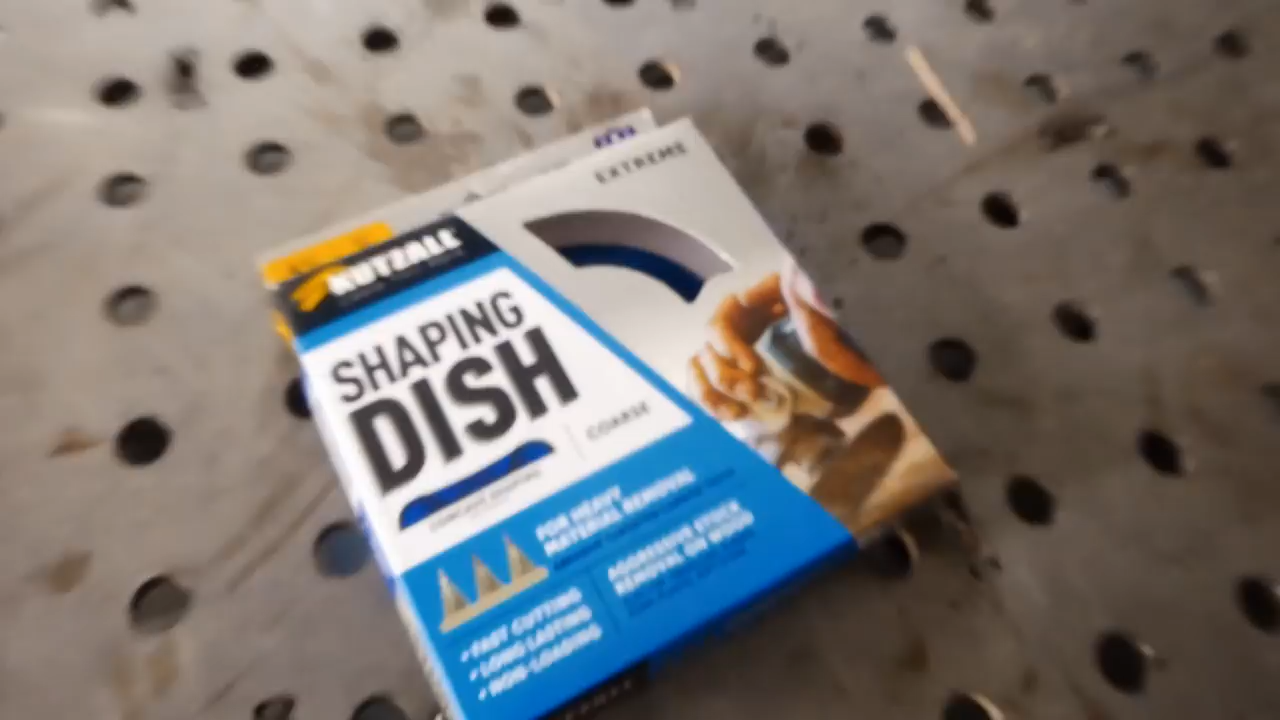 EXTREME
KUTZALL
SHAPING
DISH
COARSE
FOR HEAVY
MATERIAL REMOVAL
AGGRESSIVE STOCK
REMOVAL ON WOOD
✓ FAST CUTTING
✓ LONG LASTING
✓ NON-LOADING